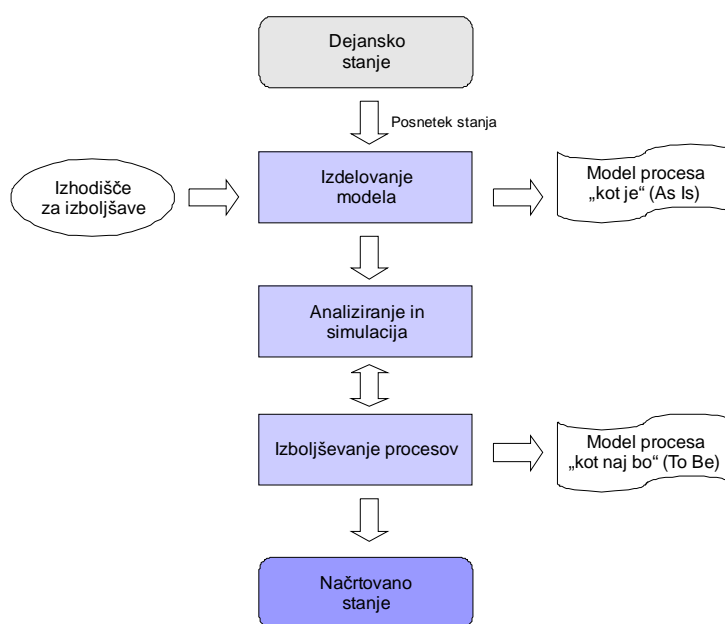 Dejansko
stanje
Posnetek stanja
Izhodišče
za izboljšave
Izdelovanje
modela
Model procesa
„kot je“ (As Is)
Analiziranje in
simulacija
Izboljševanje procesov
Model procesa
„kot naj bo“ (To Be)
Načrtovano
stanje